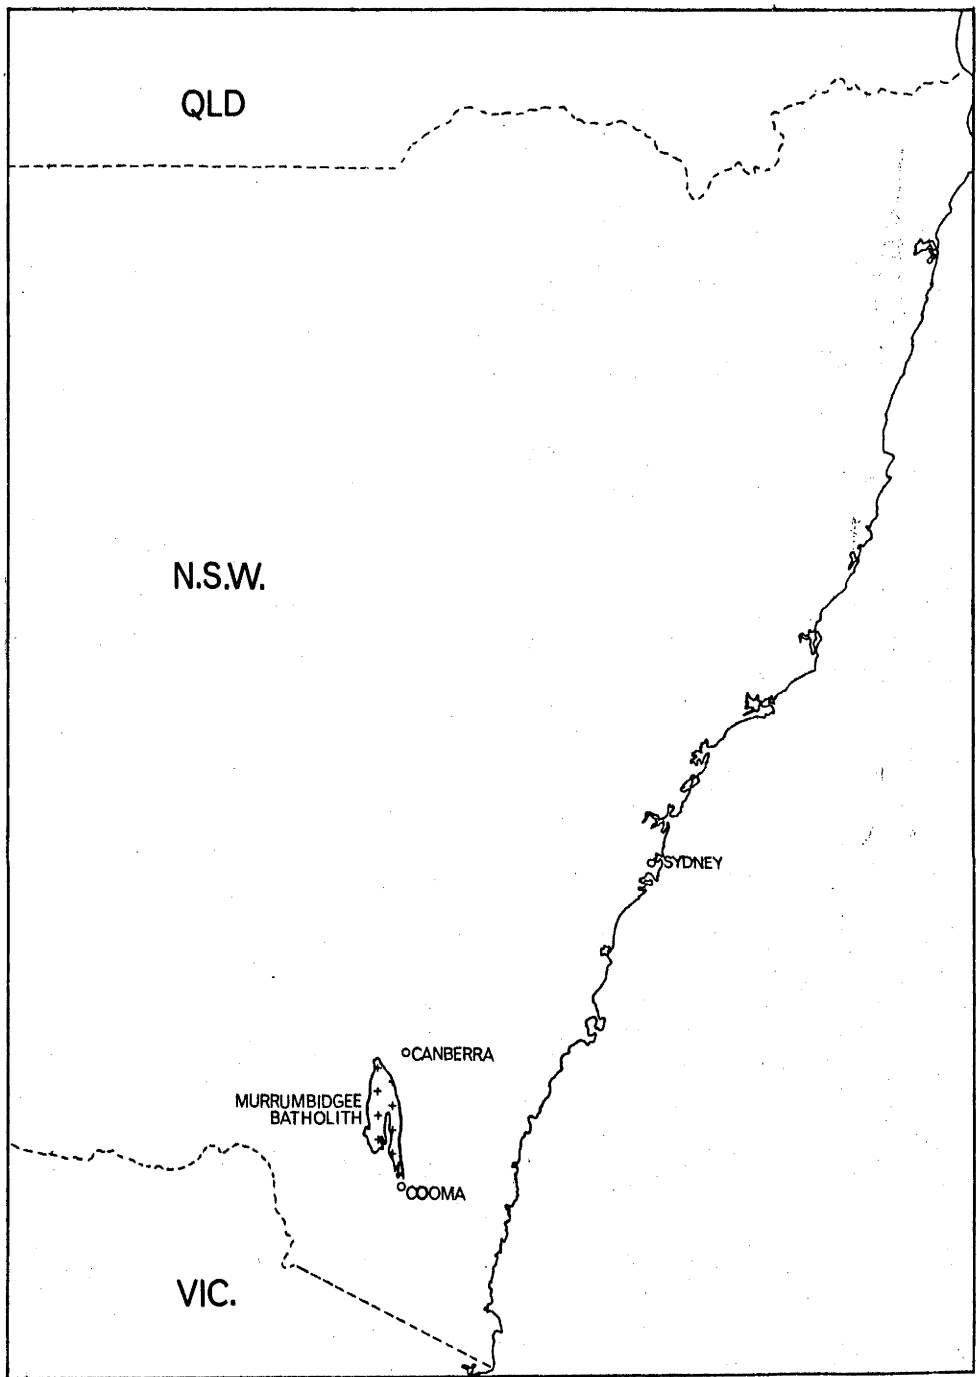 QLD
N.S.W.
SYDNEY
CANBERRA
MURRUMBIDGEE
BATHOLITH
COOMA
VIC.